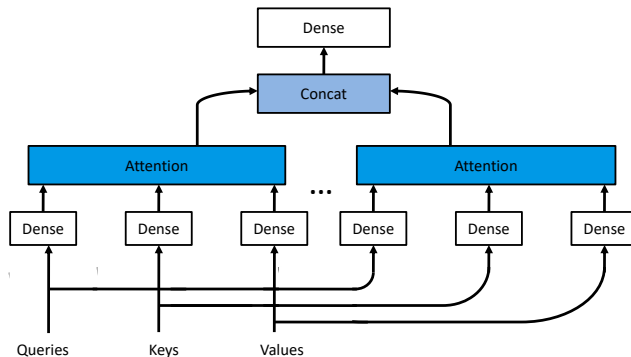 Dense
Concat
Attention
Attention
...
Dense
Dense
Dense
Dense
Dense
Dense
Queries
Keys
Values